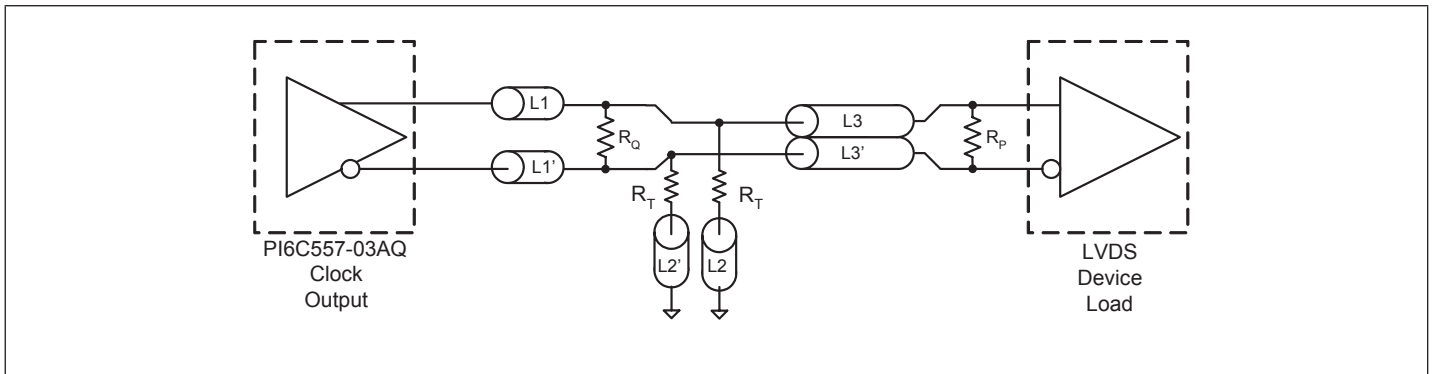 L1
L1'
R_Q
R_T
R_T
L2'
L2
L3
L3'
R_P
PI6C557-03AQ
Clock
Output
LVDS
Device
Load